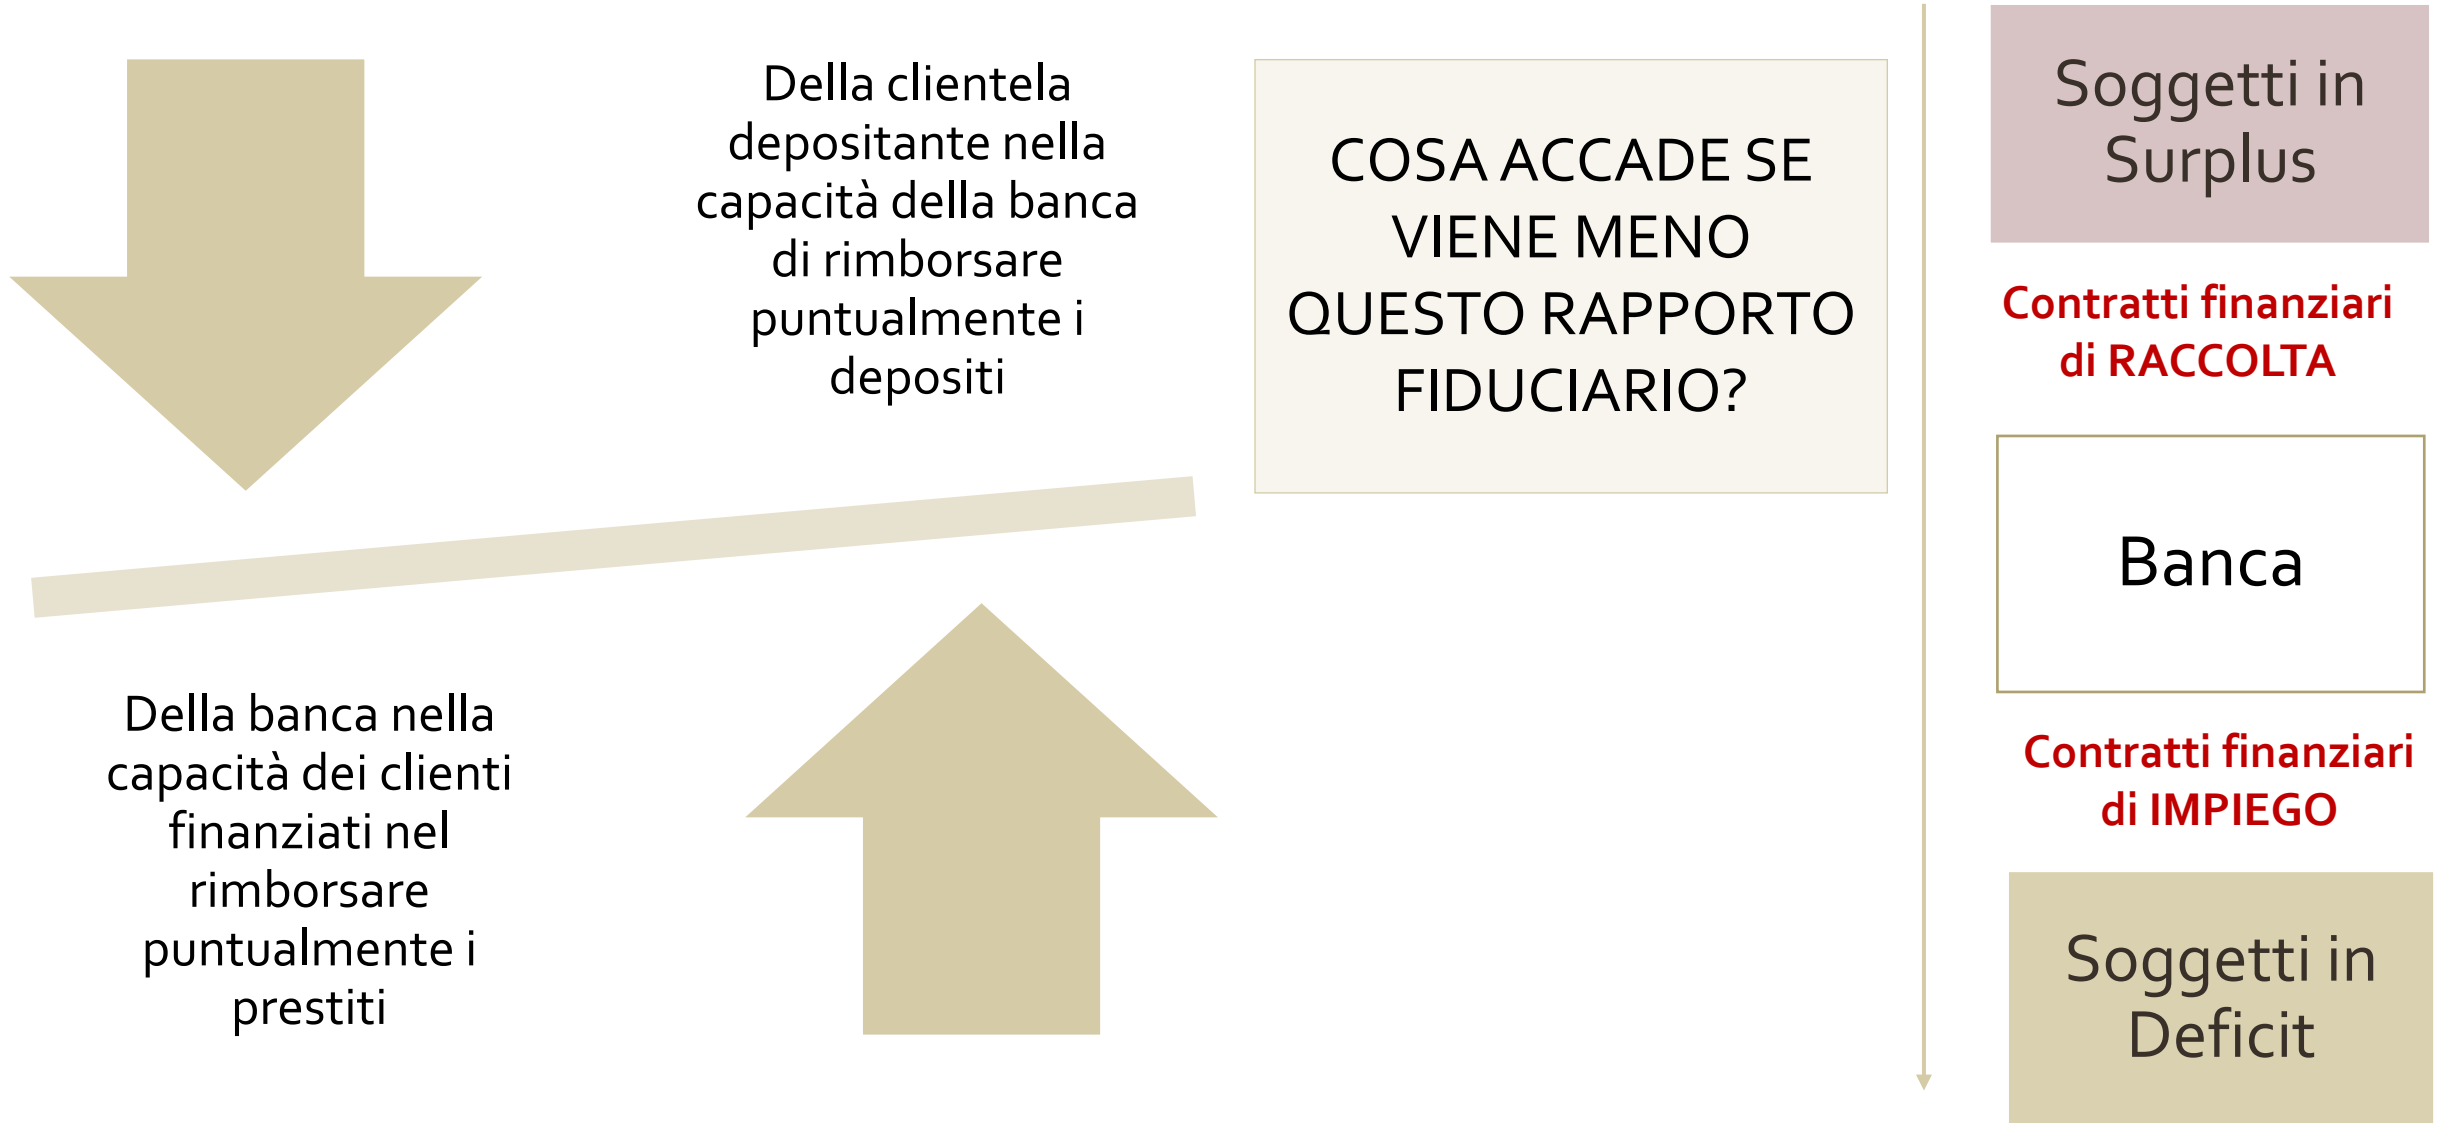 Della clientela
depositante nella
capacità della banca
di rimborsare
puntualmente i
depositi
Della banca nella
capacità dei clienti
finanziati nel
rimborsare
puntualmente i
prestiti
COSA ACCADE SE
VIENE MENO
QUESTO RAPPORTO
FIDUCIARIO?
Soggetti in
Surplus
Contratti finanziari
di RACCOLTA
Banca
Contratti finanziari
di IMPIEGO
Soggetti in
Deficit